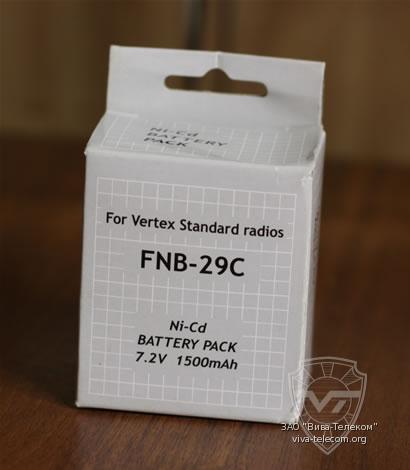 Ni-Cd
BATTERY
PACK
For Vertex Standard radios
FNB-29C
Ni-Cd
BATTERY PACK
7.2V 1500mAh
VT
ЗАО "Вива-Телеком"
viva-telecom.org